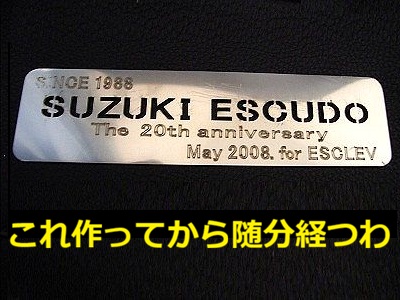 SINCE 1988
SUZUKI ESCUDO
The 20th anniversary
May 2008. for ESCLEV
これ作ってから随分経つわ